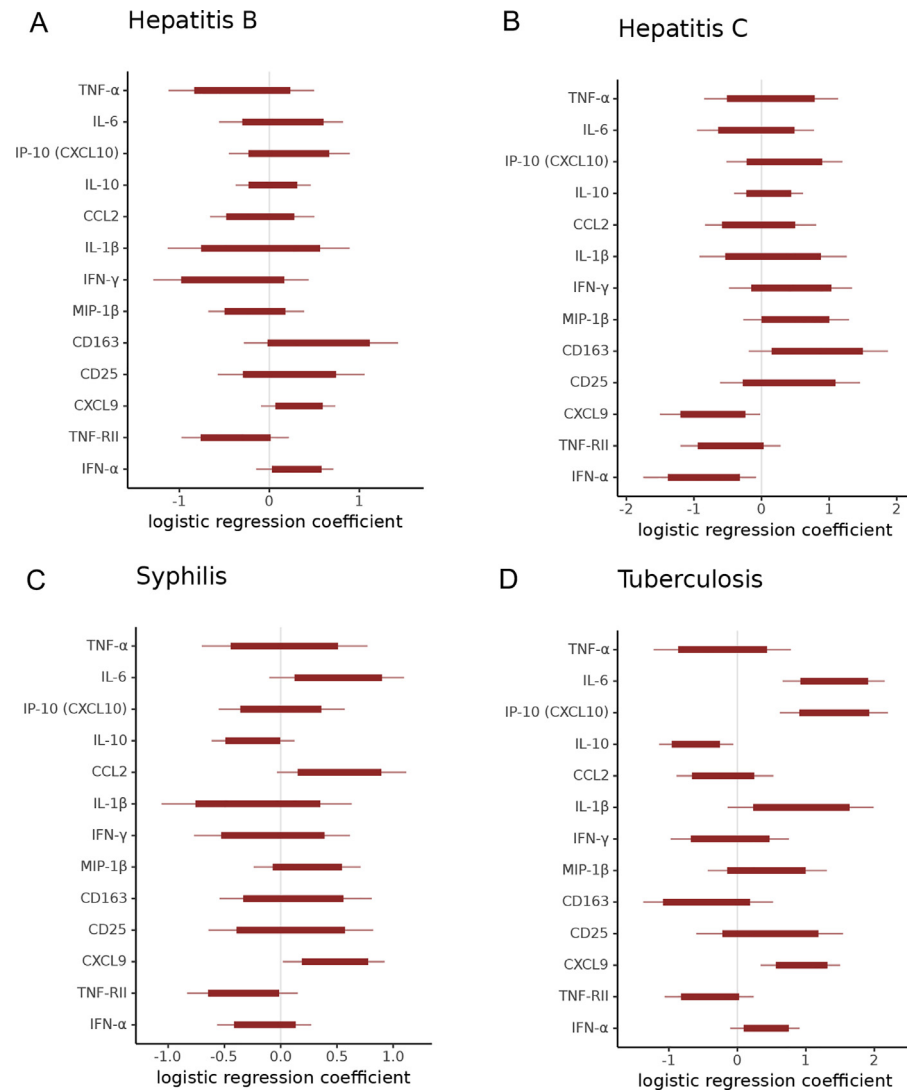 A Hepatitis B
TNF-α
IL-6
IP-10 (CXCL10)
IL-10
CCL2
IL-1β
IFN-γ
MIP-1β
CD163
CD25
CXCL9
TNF-RII
IFN-α
-1 0 1
logistic regression coefficient
B Hepatitis C
TNF-α
IL-6
IP-10 (CXCL10)
IL-10
CCL2
IL-1β
IFN-γ
MIP-1β
CD163
CD25
CXCL9
TNF-RII
IFN-α
-2 -1 0 1 2
logistic regression coefficient
C Syphilis
TNF-α
IL-6
IP-10 (CXCL10)
IL-10
CCL2
IL-1β
IFN-γ
MIP-1β
CD163
CD25
CXCL9
TNF-RII
IFN-α
-1.0 -0.5 0.0 0.5 1.0
logistic regression coefficient
D Tuberculosis
TNF-α
IL-6
IP-10 (CXCL10)
IL-10
CCL2
IL-1β
IFN-γ
MIP-1β
CD163
CD25
CXCL9
TNF-RII
IFN-α
-1 0 1 2
logistic regression coefficient